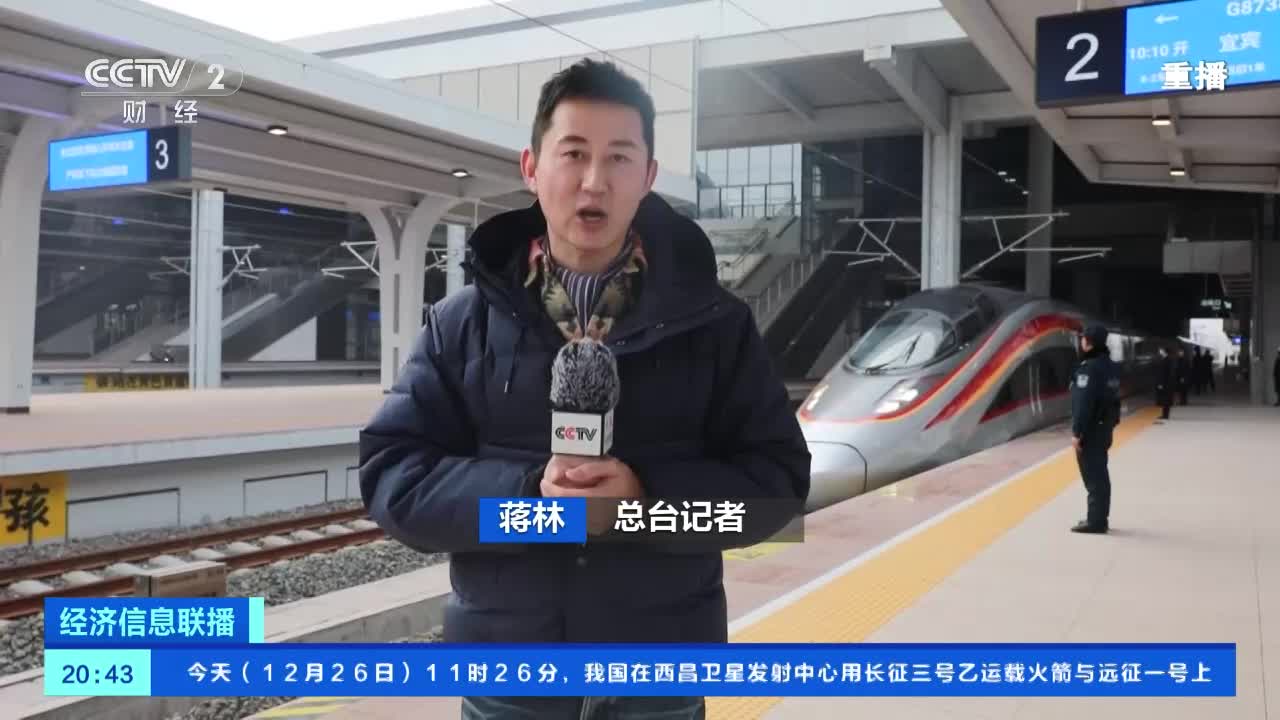 CCTV 2
财 经
3
2
G873
10:10 开
宜宾
重播
孩
CCTV
蒋林
总台记者
经济信息联播
20:43
今天（12月26日）11时26分，我国在西昌卫星发射中心用长征三号乙运载火箭与远征一号上